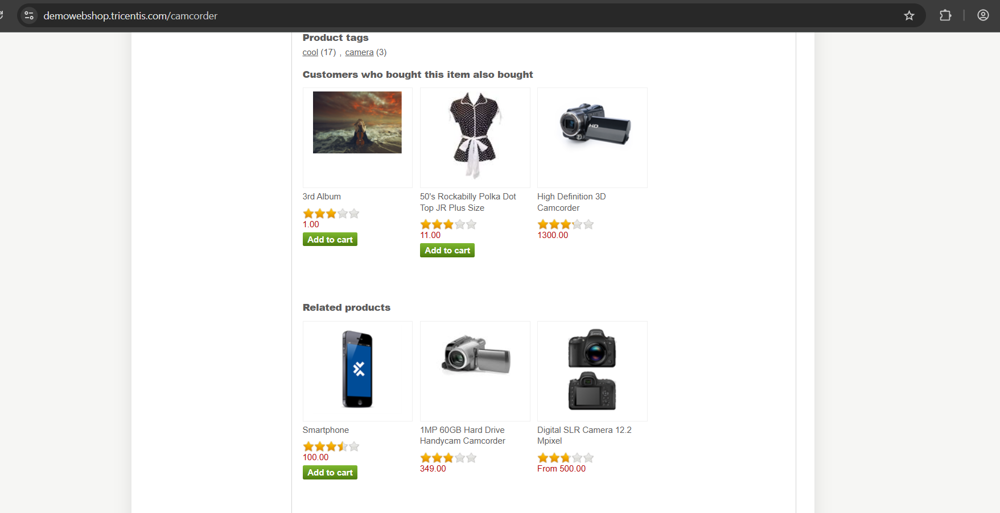 demowebshop.tricentis.com/camcorder
Product tags
cool (17) , camera (3)
Customers who bought this item also bought
HD
3rd Album
1.00
Add to cart
50's Rockabilly Polka Dot
Top JR Plus Size
11.00
Add to cart
High Definition 3D
Camcorder
1300.00
Related products
Smartphone
100.00
Add to cart
1MP 60GB Hard Drive
Handycam Camcorder
349.00
Digital SLR Camera 12.2
Mpixel
From 500.00